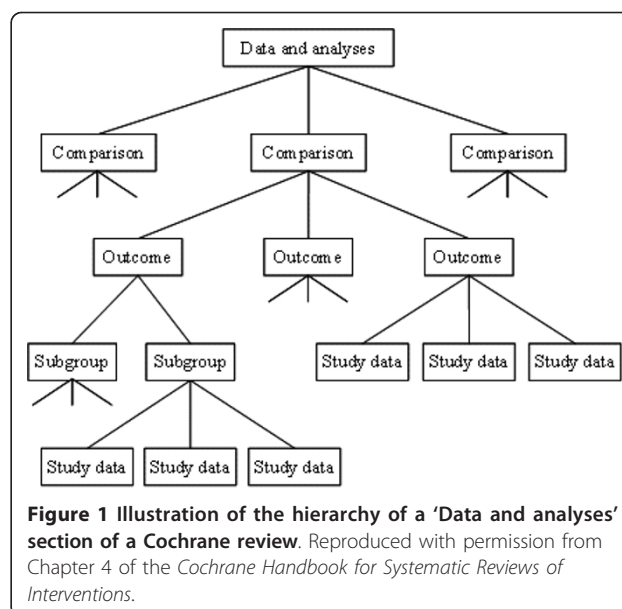 Data and analyses
Comparison Comparison Comparison
Outcome Outcome Outcome
Subgroup Subgroup Study data Study data Study data
Study data Study data Study data
Figure 1 Illustration of the hierarchy of a ‘Data and analyses’
section of a Cochrane review. Reproduced with permission from
Chapter 4 of the Cochrane Handbook for Systematic Reviews of
Interventions.